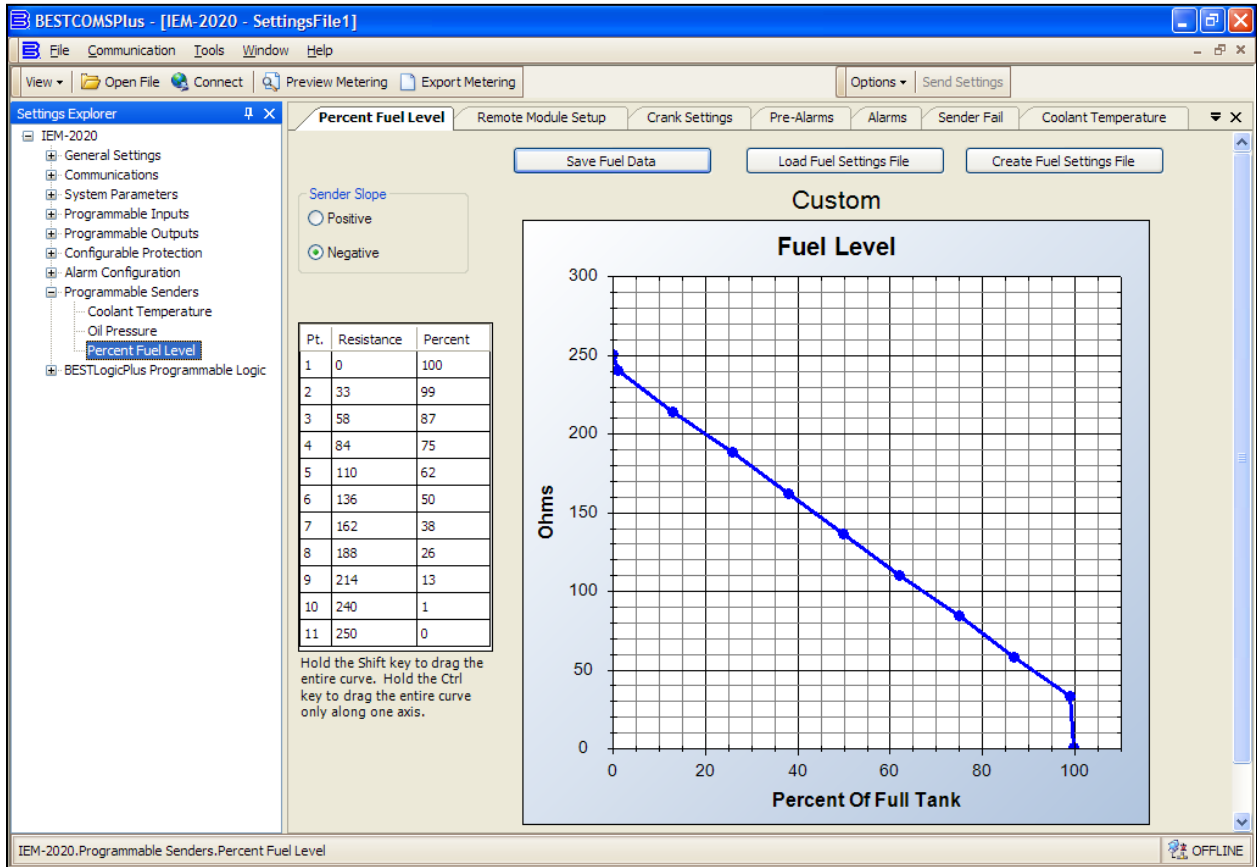 BESTCOMSPlus - [IEM-2020 - SettingsFile1]
File Communication Tools Window Help
View Open File Connect Preview Metering Export Metering Options Send Settings
Settings Explorer
IEM-2020
General Settings
Communications
System Parameters
Programmable Inputs
Programmable Outputs
Configurable Protection
Alarm Configuration
Programmable Senders
Coolant Temperature
Oil Pressure
Percent Fuel Level
BESTLogicPlus Programmable Logic
Percent Fuel Level Remote Module Setup Crank Settings Pre-Alarms Alarms Sender Fail Coolant Temperature
Save Fuel Data Load Fuel Settings File Create Fuel Settings File
Sender Slope
Positive
Negative
Pt. Resistance Percent
1 0 100
2 33 99
3 58 87
4 84 75
5 110 62
6 136 50
7 162 38
8 188 26
9 214 13
10 240 1
11 250 0
Hold the Shift key to drag the
entire curve. Hold the Ctrl
key to drag the entire curve
only along one axis.
Custom
Fuel Level
300
250
200
150
100
50
0
Ohms
0 20 40 60 80 100
Percent Of Full Tank
IEM-2020.Programmable Senders.Percent Fuel Level OFFLINE